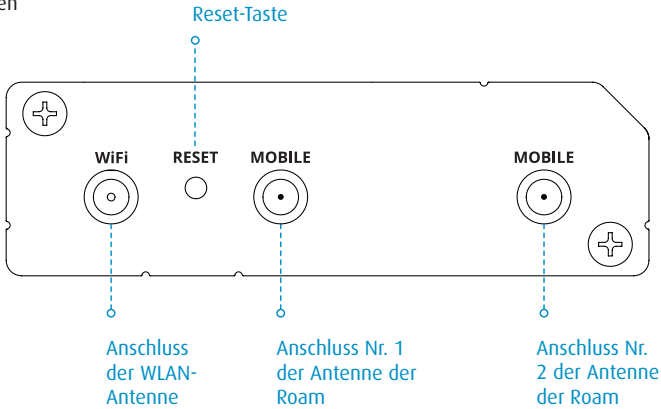 en
Reset-Taste
WiFi
RESET
MOBILE
MOBILE
Anschluss
der WLAN-
Antenne
Anschluss Nr. 1
der Antenne der
Roam
Anschluss Nr.
2 der Antenne
der Roam